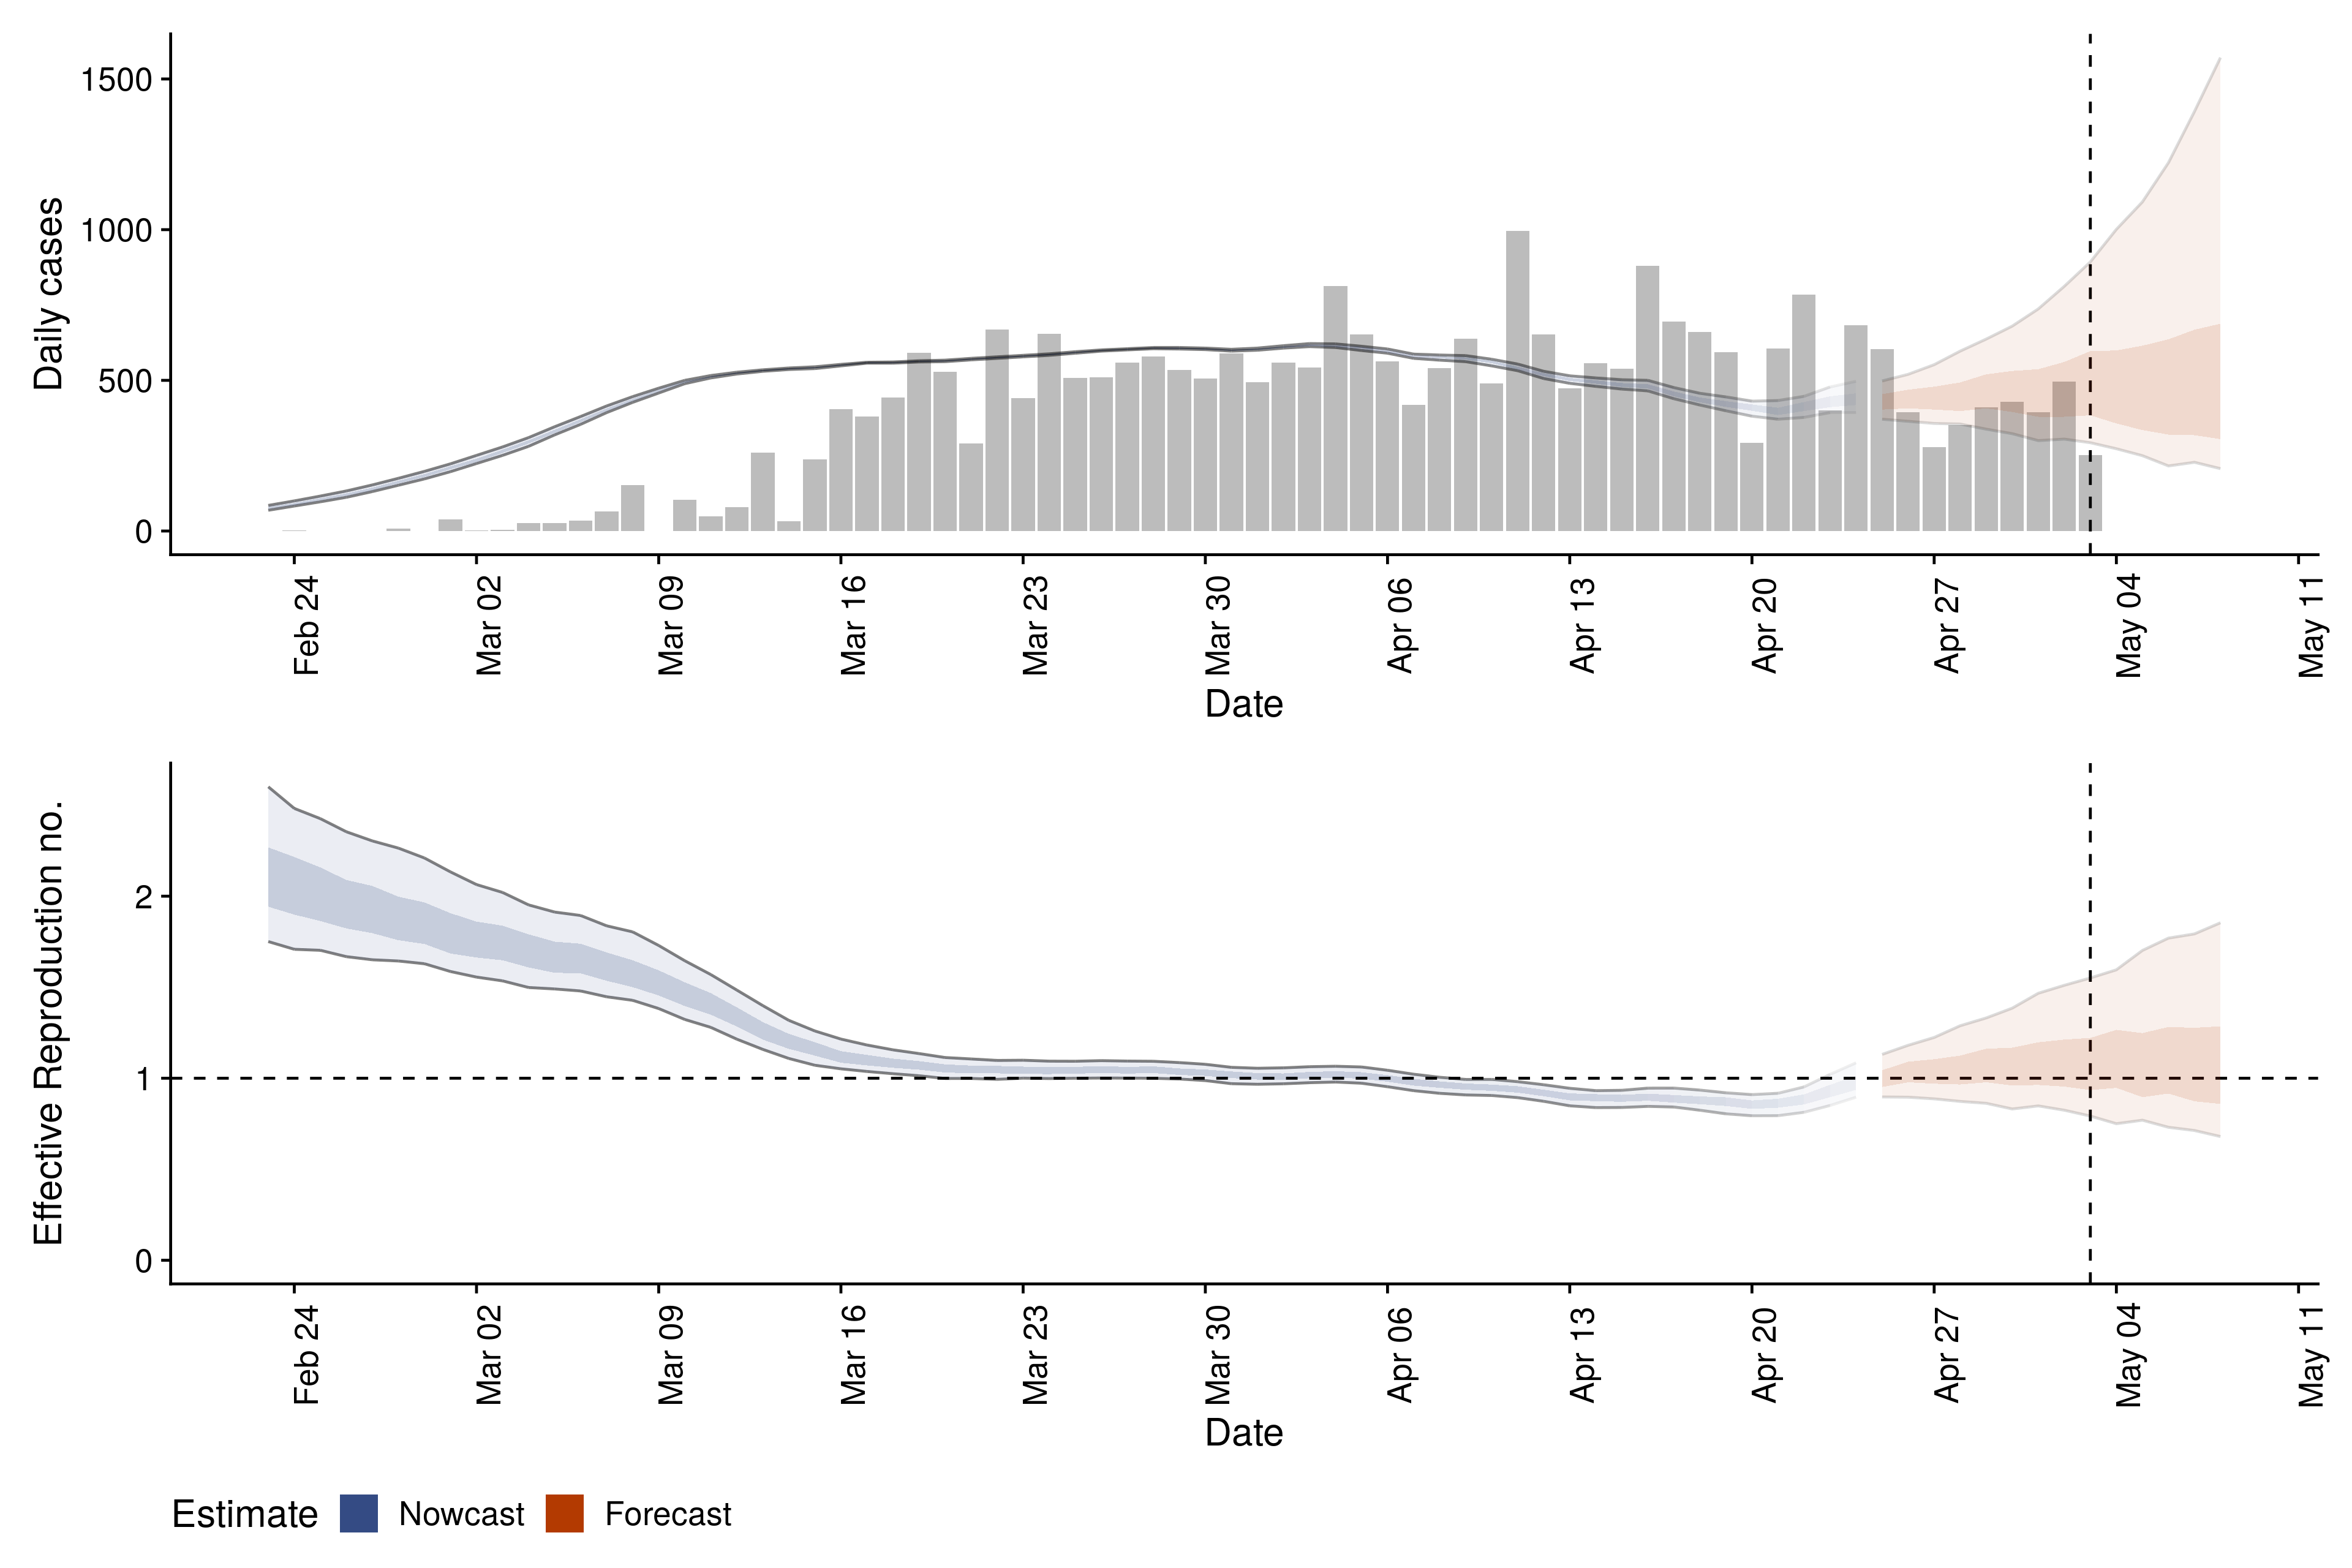 Daily cases
1500
1000
500
0
Feb 24
Mar 02
Mar 09
Mar 16
Mar 23
Mar 30
Apr 06
Apr 13
Apr 20
Apr 27
May 04
May 11
Date
Effective Reproduction no.
2
1
0
Feb 24
Mar 02
Mar 09
Mar 16
Mar 23
Mar 30
Apr 06
Apr 13
Apr 20
Apr 27
May 04
May 11
Date
Estimate Nowcast Forecast